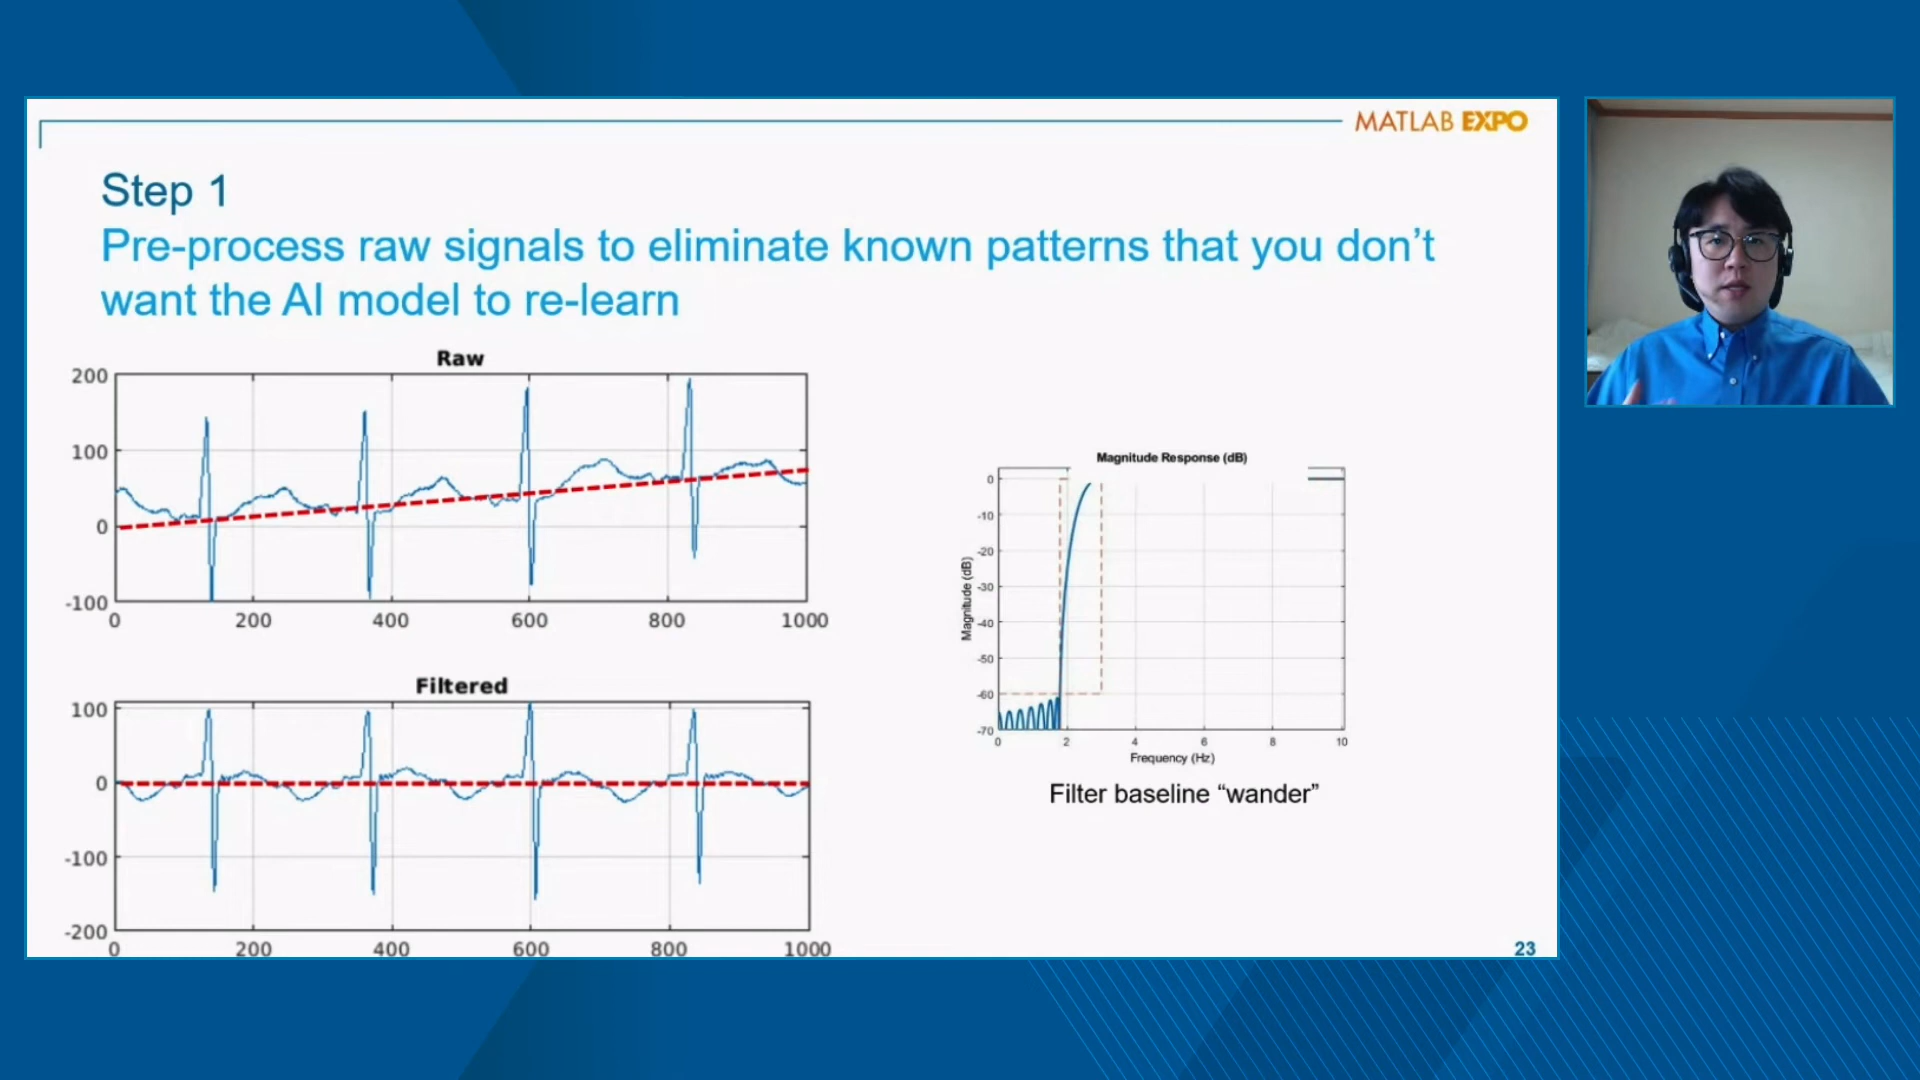 MATLAB EXPO
Step 1
Pre-process raw signals to eliminate known patterns that you don’t
want the AI model to re-learn
Raw
200
100
0
-100
0 200 400 600 800 1000
Filtered
100
0
-100
-200
0 200 400 600 800 1000
Magnitude Response (dB)
Magnitude (dB)
0
-10
-20
-30
-40
-50
-60
-70
0 2 4 6 8 10
Frequency (Hz)
Filter baseline “wander”
23